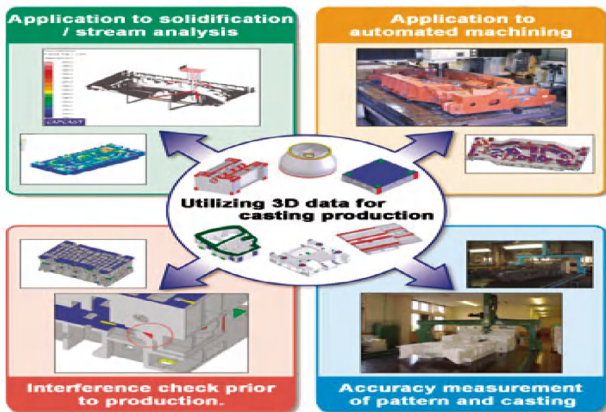 Application to solidification
/ stream analysis
Application to
automated machining
Utilizing 3D data for
casting production
Interference check prior
to production.
Accuracy measurement
of pattern and casting